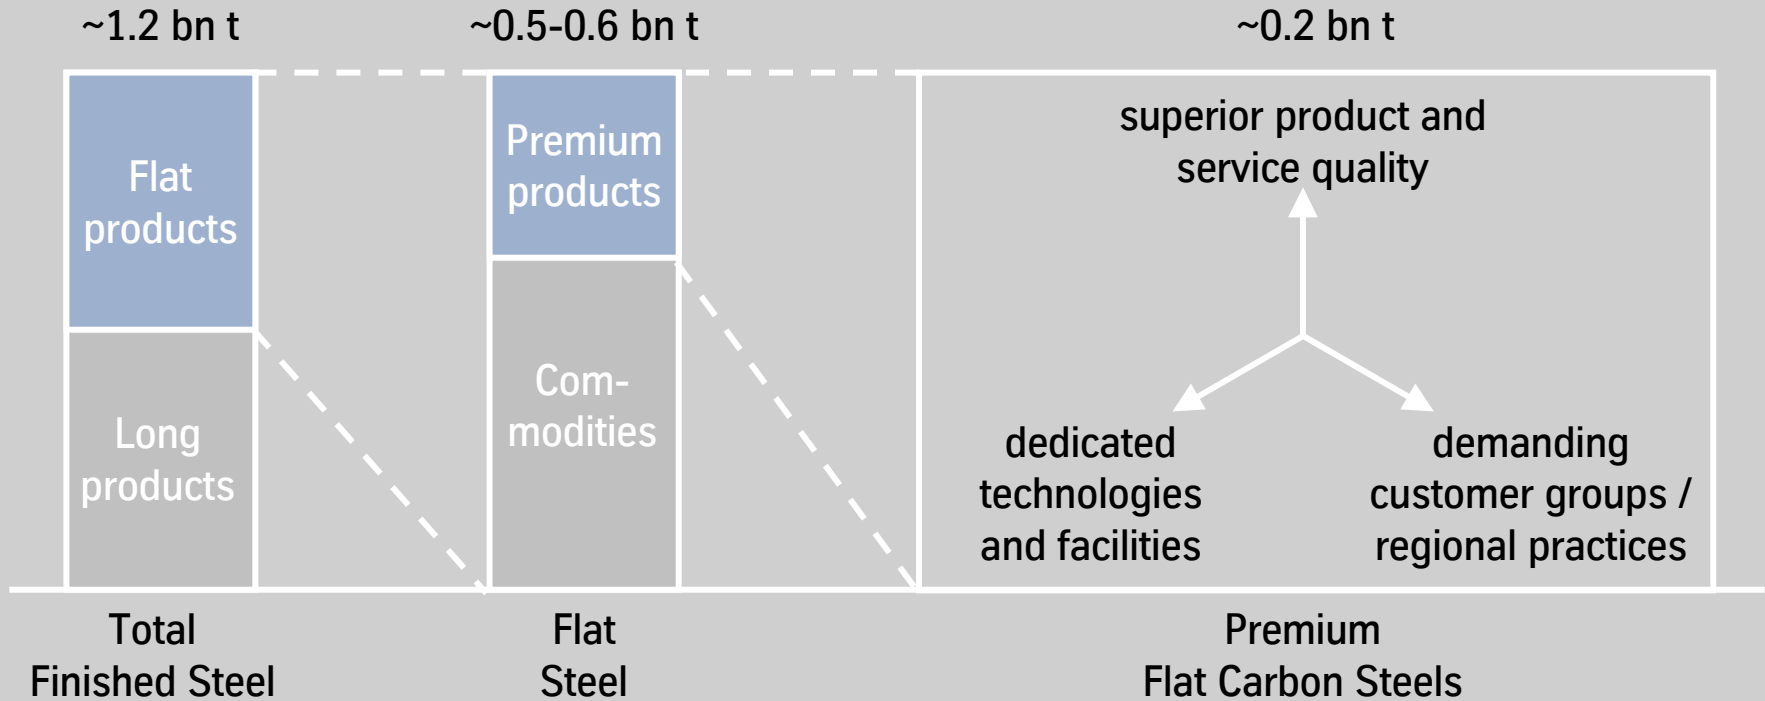 ~1.2 bn t
~0.5-0.6 bn t
~0.2 bn t
Flat
products
Long
products
Premium
products
Com-
modities
superior product and
service quality
dedicated
technologies
and facilities
demanding
customer groups /
regional practices
Total
Finished Steel
Flat
Steel
Premium
Flat Carbon Steels